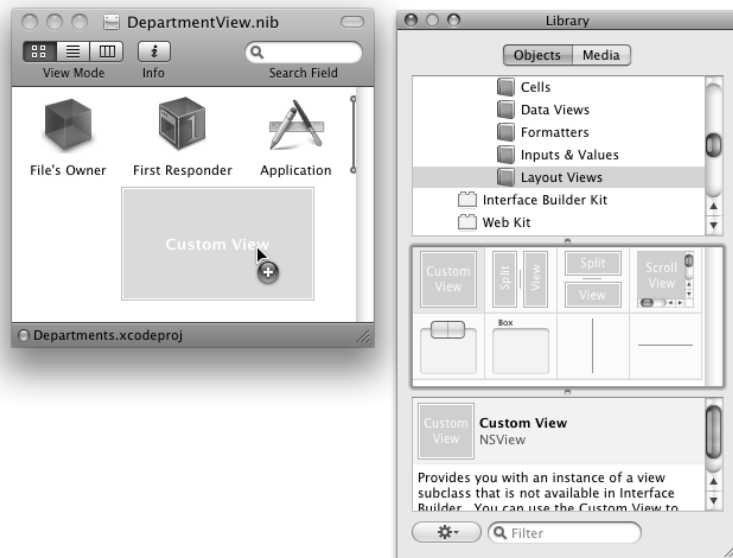 DepartmentView.nib
View Mode
Info
Search Field
File's Owner
First Responder
Application
Custom View
Departments.xcodeproj
Library
Objects
Media
Cells
Data Views
Formatters
Inputs & Values
Layout Views
Interface Builder Kit
Web Kit
Custom
View
Split
View
Split
View
Scroll
View
Box
Custom
View
Custom View
NSView
Provides you with an instance of a view
subclass that is not available in Interface
Builder. You can use the Custom View to
Filter